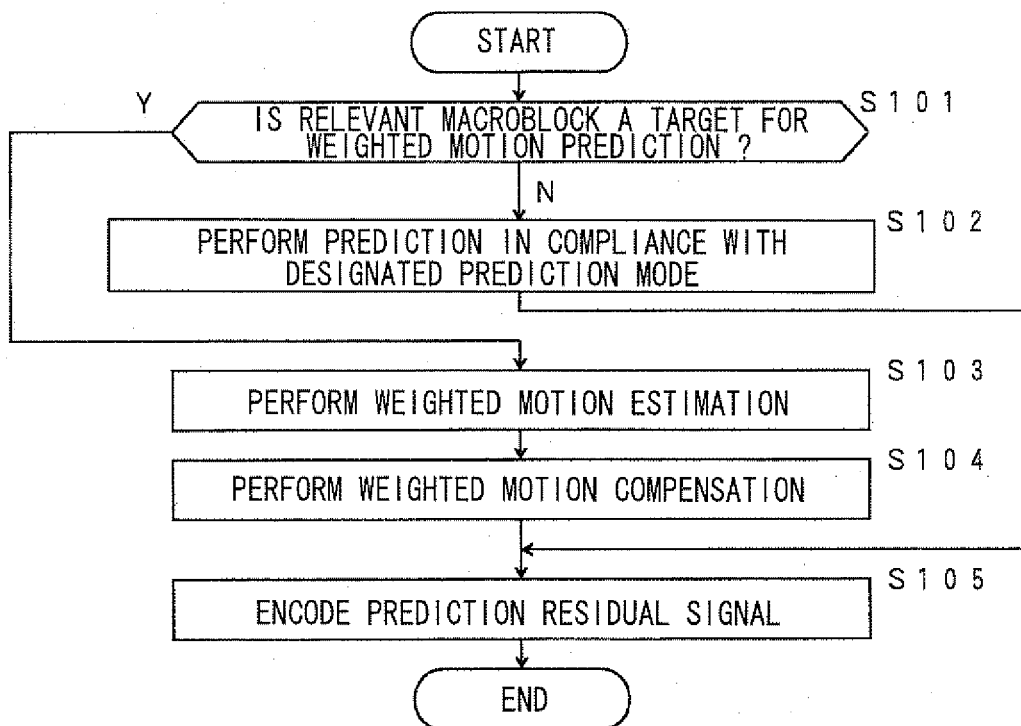 START
Y
IS RELEVANT MACROBLOCK A TARGET FOR
WEIGHTED MOTION PREDICTION ?
S101
N
S102
PERFORM PREDICTION IN COMPLIANCE WITH
DESIGNATED PREDICTION MODE
S103
PERFORM WEIGHTED MOTION ESTIMATION
S104
PERFORM WEIGHTED MOTION COMPENSATION
S105
ENCODE PREDICTION RESIDUAL SIGNAL
END